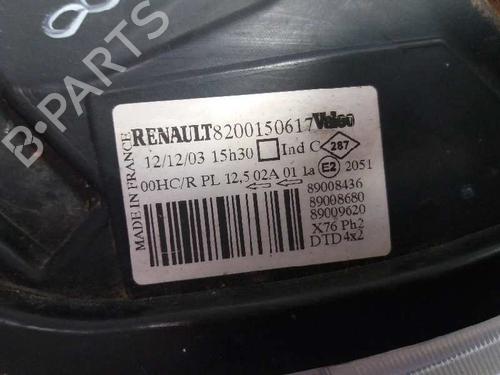 B-PARTS
MADE IN FRANCE
RENAULT 8200150617 Valeo
12/12/03 15h30 Ind C 287
00HC/R PL 12,5 02A 01 1a E2 2051
89008436
89008680
89009620
X76 Ph2
DTD 4x2